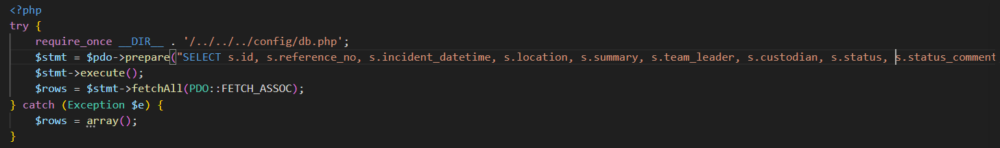 <?php
try {
    require_once __DIR__ . '/../../../config/db.php';
    $stmt = $pdo->prepare("SELECT s.id, s.reference_no, s.incident_datetime, s.location, s.summary, s.team_leader, s.custodian, s.status, s.status_comment
    $stmt->execute();
    $rows = $stmt->fetchAll(PDO::FETCH_ASSOC);
} catch (Exception $e) {
    $rows = array();
}